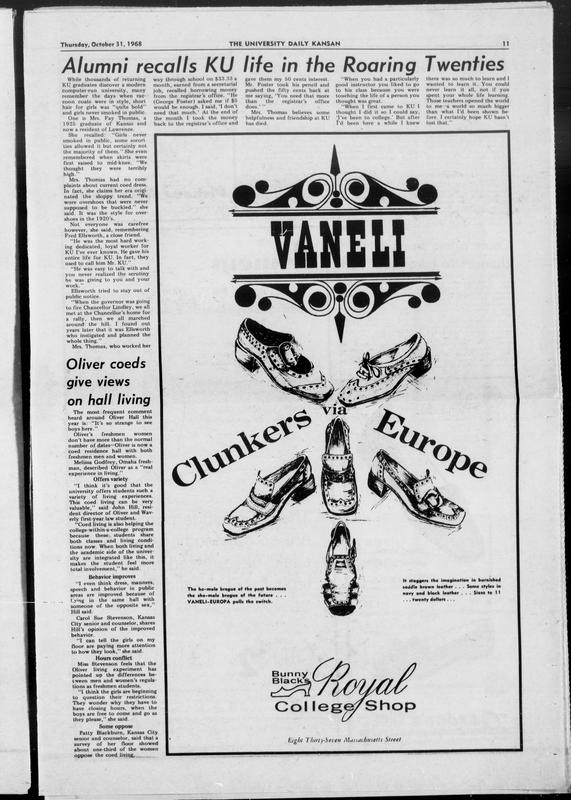 Thursday, October 31, 1968
THE UNIVERSITY DAILY KANSAN
11
Alumni recalls KU life in the Roaring Twenties
While thousands of returning
KU graduates discover a modern
computer-run university, many
remember the days when rac-
coon coats were in style, short
hair for girls was "quite bold"
and girls never smoked in public.
One is Mrs. Fay Thomas, a
1925 graduate of Kansas and
now a resident of Lawrence.
She recalled: "Girls never
smoked in public, some sorori-
ties allowed it but certainly not
the majority of them." She even
remembered when skirts were
first raised to mid-knee. "We
thought they were terribly
high."
Mrs. Thomas had no com-
plaints about current coed dress.
In fact, she claims her era origi-
nated the sloppy trend. "We
wore overshoes that were never
supposed to be buckled," she
said. It was the style for over-
shoes in the 1920's.
Not everyone was carefree
however, she said, remembering
Fred Ellsworth, a close friend.
"He was the most hard work-
ing dedicated, loyal worker for
KU I've ever known. He gave his
entire life for KU. In fact, they
used to call him Mr. KU."
"He was easy to talk with and
you never realized the scrutiny
he was giving to you and your
work."
Ellsworth tried to stay out of
public notice.
"When the governor was going
to fire Chancellor Lindley, we all
met at the Chancellor's home for
a rally, then we all marched
around the hill. I found out
years later that it was Ellsworth
who instigated and planned the
whole thing."
Mrs. Thomas, who worked her
way through school on $33.33 a
month, earned from a secretarial
job, recalled borrowing money
from the registrar's office. "He
(George Foster) asked me if $5
would be enough. I said, 'I don't
need that much.' At the end of
the month I took the money
back to the registrar's office and
gave them my 50 cents interest.
Mr. Foster took his pencil and
pushed the fifty cents back at
me saying, 'You need that more
than the registrar's office
does.'"
Mrs. Thomas believes some
helpfulness and friendship at KU
has died.
"When you had a particularly
good instructor you liked to go
to his class because you were
touching the life of a person you
thought was great.
"When I first came to KU I
thought I did it so I could say,
'I've been to college.' But after
I'd been here a while I knew
there was so much to learn and I
wanted to learn it. You could
never learn it all, not if you
spent your whole life learning.
Those teachers opened the world
to us to a world so much bigger
than what I'd been shown be-
fore. I certainly hope KU hasn't
lost that."
Oliver coeds
give views
on hall living
The most frequent comment
heard around Oliver Hall this
year is: "It's so strange to see
boys here."
Oliver's freshmen women
don't have more than the normal
number of dates—Oliver is now a
coed residence hall with both
freshmen men and women.
Melissa Godfrey, Omaha fresh-
man, described Oliver as a "real
experience in living."
Offers variety
"I think it's good that the
university offers students such a
variety of living experiences.
This coed living can be very
valuable," said John Hill, resi-
dent director of Oliver and Wav-
erly first-year law student.
"Coed living is also helping the
college-within-a-college program
because these students share
both classes and living condi-
tions now. When both living and
the academic side of the univer-
sity are integrated like this, it
makes the student feel more
total involvement," he said.
Behavior improves
"I even think dress, manners,
speech and behavior in public
areas are improved because of
living in the same hall with
someone of the opposite sex,"
Hill said.
Carol Sue Stevenson, Kansas
City senior and counselor, shares
Hill's opinion of the improved
behavior.
"I can tell the girls on my
floor are paying more attention
to how they look," she said.
Hours conflict
Miss Stevenson feels that the
Oliver living experiment has
pointed up the differences be-
tween men and women's regula-
tions as freshmen students.
"I think the girls are beginning
to question their restrictions.
They wonder why they have to
have closing hours, when the
boys are free to come and go as
they please," she said.
Some oppose
Patty Blackburn, Kansas City
senior and counselor, said that a
survey of her floor showed
about one-third of the women
oppose the coed living.
VANELI
Clunkers via Europe
The he-male brogue of the past becomes
the she-male brogue of the future . . . .
VANELI-EUROPA pulls the switch.
It staggers the imagination in burnished
saddle brown leather . . . Some styles in
navy and black leather . . . Sizes to 11
. . . twenty dollars . . .
Bunny
Black's Royal
College Shop
Eight Thirty-Seven Massachusetts Street